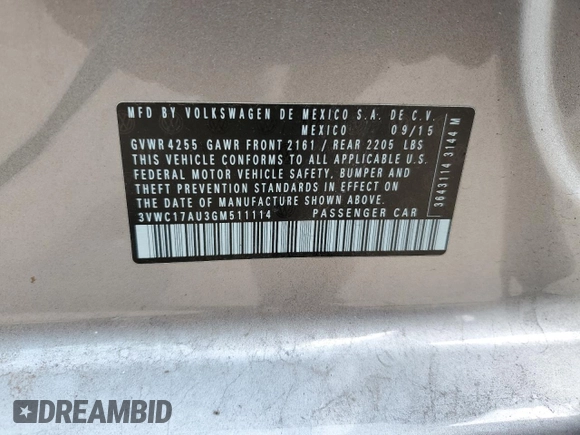 MFD BY VOLKSWAGEN DE MEXICO S.A. DE C.V.
MEXICO 09/15
GVWR 4255 GAWR FRONT 2161 / REAR 2205 LBS
THIS VEHICLE CONFORMS TO ALL APPLICABLE U.S.
FEDERAL MOTOR VEHICLE SAFETY, BUMPER AND
THEFT PREVENTION STANDARDS IN EFFECT ON
THE DATE OF MANUFACTURE SHOWN ABOVE.
3VWC17AU3GM511114 PASSENGER CAR
3643114 3144 M
DREAMBID